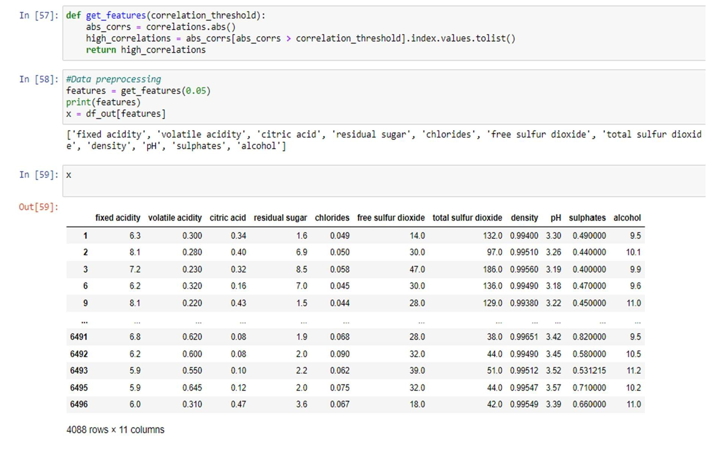 In [57]: def get_features(correlation_threshold):
abs_corrs = correlations.abs()
high_correlations = abs_corrs[abs_corrs > correlation_threshold].index.values.tolist()
return high_correlations
In [58]: #Data preprocessing
features = get_features(0.05)
print(features)
x = df_out[features]
['fixed acidity', 'volatile acidity', 'citric acid', 'residual sugar', 'chlorides', 'free sulfur dioxide', 'total sulfur dioxid
e', 'density', 'pH', 'sulphates', 'alcohol']
In [59]: x
Out[59]:
fixed acidity volatile acidity citric acid residual sugar chlorides free sulfur dioxide total sulfur dioxide density pH sulphates alcohol
1 6.3 0.300 0.34 1.6 0.049 14.0 132.0 0.99400 3.30 0.490000 9.5
2 8.1 0.280 0.40 6.9 0.050 30.0 97.0 0.99510 3.26 0.440000 10.1
3 7.2 0.230 0.32 8.5 0.058 47.0 186.0 0.99560 3.19 0.400000 9.9
6 6.2 0.320 0.16 7.0 0.045 30.0 136.0 0.99490 3.18 0.470000 9.6
9 8.1 0.220 0.43 1.5 0.044 28.0 129.0 0.99380 3.22 0.450000 11.0
... ... ... ... ... ... ... ... ... ... ... ...
6491 6.8 0.620 0.08 1.9 0.068 28.0 38.0 0.99651 3.42 0.820000 9.5
6492 6.2 0.600 0.08 2.0 0.090 32.0 44.0 0.99490 3.45 0.580000 10.5
6493 5.9 0.550 0.10 2.2 0.062 39.0 51.0 0.99512 3.52 0.531215 11.2
6495 5.9 0.645 0.12 2.0 0.075 32.0 44.0 0.99547 3.57 0.710000 10.2
6496 6.0 0.310 0.47 3.6 0.067 18.0 42.0 0.99549 3.39 0.660000 11.0
4088 rows × 11 columns